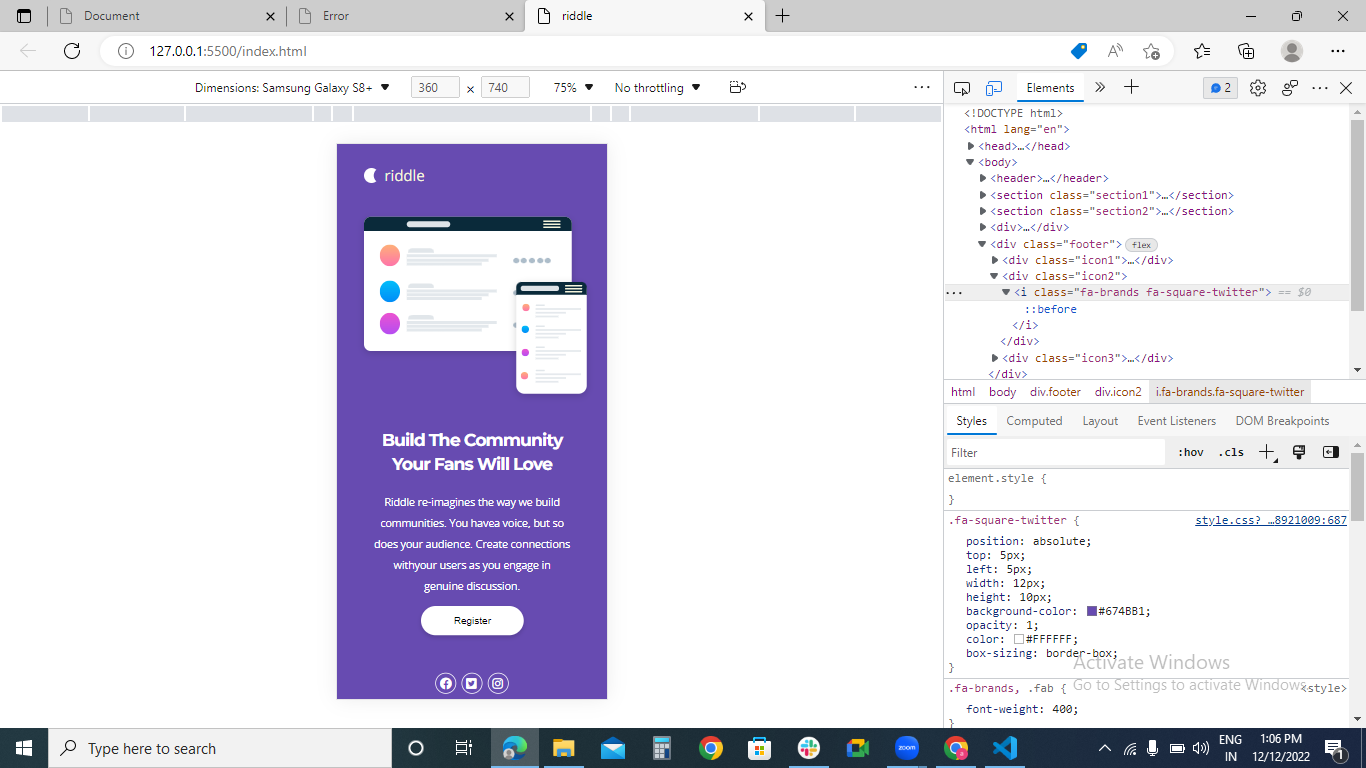 Document
Error
riddle
127.0.0.1:5500/index.html
Dimensions: Samsung Galaxy S8+
360 x 740
75%
No throttling
Elements
2
riddle
Build The Community
Your Fans Will Love
Riddle re-imagines the way we build
communities. You havea voice, but so
does your audience. Create connections
withyour users as you engage in
genuine discussion.
Register
<!DOCTYPE html>
<html lang="en">
<head>…</head>
<body>
<header>…</header>
<section class="section1">…</section>
<section class="section2">…</section>
<div>…</div>
<div class="footer"> flex
<div class="icon1">…</div>
<div class="icon2">
<i class="fa-brands fa-square-twitter"> == $0
::before
</i>
</div>
<div class="icon3">…</div>
</div>
html body div.footer div.icon2 i.fa-brands.fa-square-twitter
Styles Computed Layout Event Listeners DOM Breakpoints
Filter
:hov .cls
element.style {
}
.fa-square-twitter { style.css? …8921009:687
position: absolute;
top: 5px;
left: 5px;
width: 12px;
height: 10px;
background-color: #674BB1;
opacity: 1;
color: #FFFFFF;
box-sizing: border-box;
}
Activate Windows
Go to Settings to activate Windows.
.fa-brands, .fab { <style>
font-weight: 400;
}
Type here to search
zoom
ENG
IN
1:06 PM
12/12/2022
1